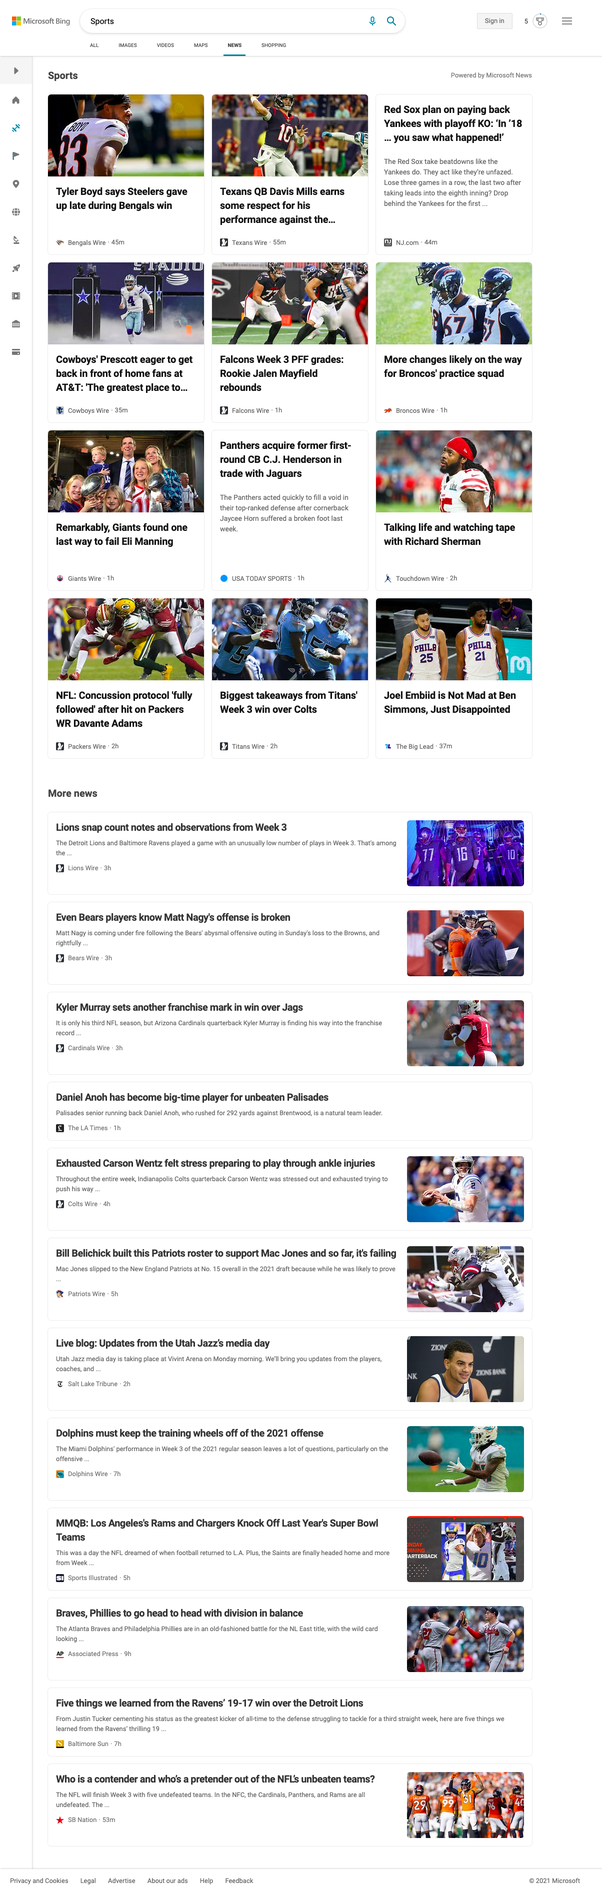 Microsoft Bing
Sports
Sign in
5
ALL IMAGES VIDEOS MAPS NEWS SHOPPING
Sports
Powered by Microsoft News
BOYD
83
Tyler Boyd says Steelers gave
up late during Bengals win
Bengals Wire · 45m
10
Texans QB Davis Mills earns
some respect for his
performance against the...
Texans Wire · 55m
Red Sox plan on paying back
Yankees with playoff KO: 'In '18
... you saw what happened!'
The Red Sox take beatdowns like the
Yankees do. They act like they're unfazed.
Lose three games in a row, the last two after
taking leads into the eighth inning? Drop
behind the Yankees for the first ...
NJ.com · 44m
STADIUM
AT&T
4
Cowboys' Prescott eager to get
back in front of home fans at
AT&T: 'The greatest place to...
Cowboys Wire · 35m
Falcons Week 3 PFF grades:
Rookie Jalen Mayfield
rebounds
Falcons Wire · 1h
57
More changes likely on the way
for Broncos' practice squad
Broncos Wire · 1h
Remarkably, Giants found one
last way to fail Eli Manning
Giants Wire · 1h
Panthers acquire former first-
round CB C.J. Henderson in
trade with Jaguars
The Panthers acted quickly to fill a void in
their top-ranked defense after cornerback
Jaycee Horn suffered a broken foot last
week.
USA TODAY SPORTS · 1h
Talking life and watching tape
with Richard Sherman
Touchdown Wire · 2h
NFL: Concussion protocol 'fully
followed' after hit on Packers
WR Davante Adams
Packers Wire · 2h
5
Biggest takeaways from Titans'
Week 3 win over Colts
Titans Wire · 2h
PHILA
25
PHILA
21
Joel Embiid is Not Mad at Ben
Simmons, Just Disappointed
The Big Lead · 37m
More news
Lions snap count notes and observations from Week 3
The Detroit Lions and Baltimore Ravens played a game with an unusually low number of plays in Week 3. That's among
the ...
Lions Wire · 3h
77 16 10
Even Bears players know Matt Nagy's offense is broken
Matt Nagy is coming under fire following the Bears' abysmal offensive outing in Sunday's loss to the Browns, and
rightfully ...
Bears Wire · 3h
Kyler Murray sets another franchise mark in win over Jags
It is only his third NFL season, but Arizona Cardinals quarterback Kyler Murray is finding his way into the franchise
record ...
Cardinals Wire · 3h
1
Daniel Anoh has become big-time player for unbeaten Palisades
Palisades senior running back Daniel Anoh, who rushed for 292 yards against Brentwood, is a natural team leader.
The LA Times · 1h
Exhausted Carson Wentz felt stress preparing to play through ankle injuries
Throughout the entire week, Indianapolis Colts quarterback Carson Wentz was stressed out and exhausted trying to
push his way ...
Colts Wire · 4h
2
Bill Belichick built this Patriots roster to support Mac Jones and so far, it's failing
Mac Jones slipped to the New England Patriots at No. 15 overall in the 2021 draft because while he was likely to prove
...
Patriots Wire · 5h
2
Live blog: Updates from the Utah Jazz's media day
Utah Jazz media day is taking place at Vivint Arena on Monday morning. We'll bring you updates from the players,
coaches, and ...
Salt Lake Tribune · 2h
ZIONS BANK
Dolphins must keep the training wheels off of the 2021 offense
The Miami Dolphins' performance in Week 3 of the 2021 regular season leaves a lot of questions, particularly on the
offensive ...
Dolphins Wire · 7h
MMQB: Los Angeles's Rams and Chargers Knock Off Last Year's Super Bowl
Teams
This was a day the NFL dreamed of when football returned to L.A. Plus, the Saints are finally headed home and more
from Week ...
Sports Illustrated · 5h
10
Braves, Phillies to go head to head with division in balance
The Atlanta Braves and Philadelphia Phillies are in an old-fashioned battle for the NL East title, with the wild card
looking ...
AP Associated Press · 9h
27
Five things we learned from the Ravens' 19-17 win over the Detroit Lions
From Justin Tucker cementing his status as the greatest kicker of all-time to the defense struggling to tackle for a third straight week, here are five things we
learned from the Ravens' thrilling 19 ...
Baltimore Sun · 7h
Who is a contender and who's a pretender out of the NFL's unbeaten teams?
The NFL will finish Week 3 with five undefeated teams. In the NFC, the Cardinals, Panthers, and Rams are all
undefeated. The ...
SB Nation · 53m
29 99 31
Privacy and Cookies Legal Advertise About our ads Help Feedback
© 2021 Microsoft